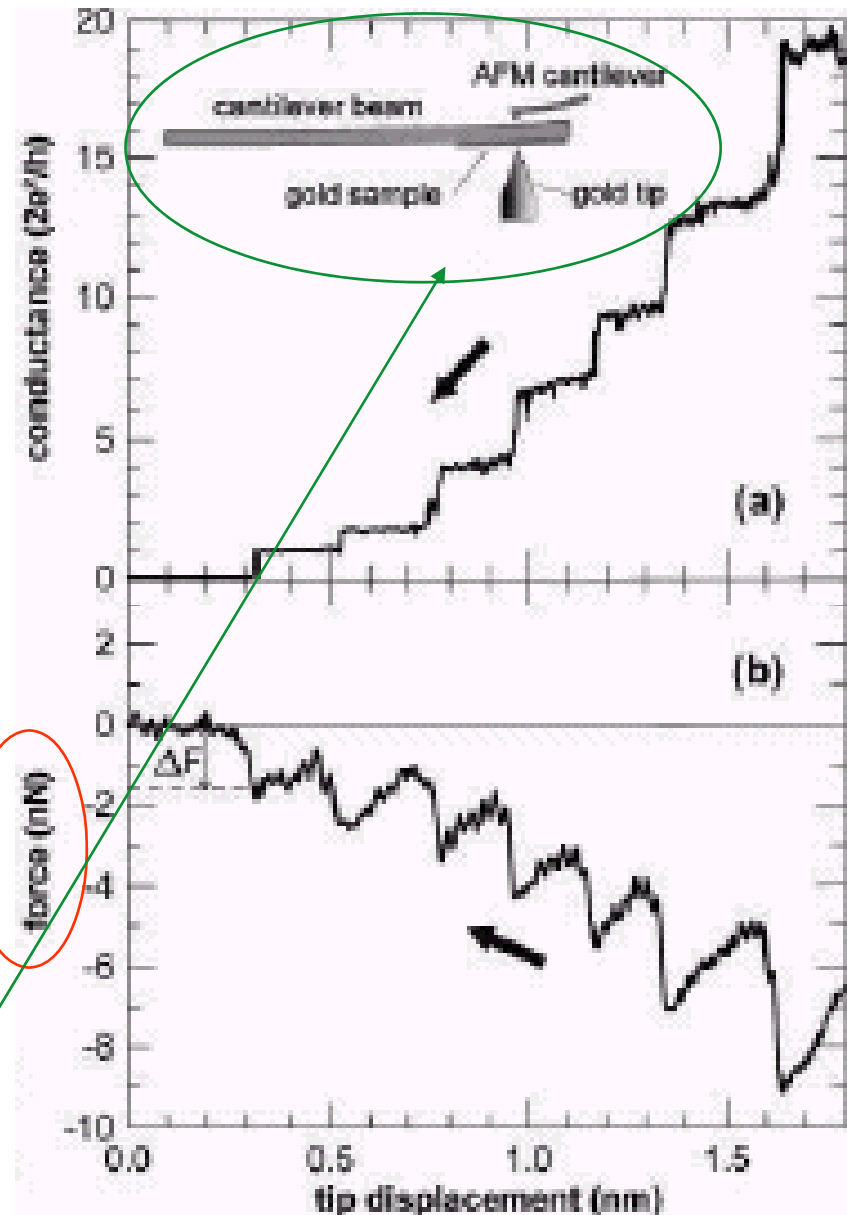 20
AFM cantilever
cantilever beam
15
gold sample
gold tip
conductance (2e²/h)
10
5
(a)
0
2
(b)
0
ΔF
-2
force (nN)
-4
-6
-8
-10
0.0 0.5 1.0 1.5
tip displacement (nm)